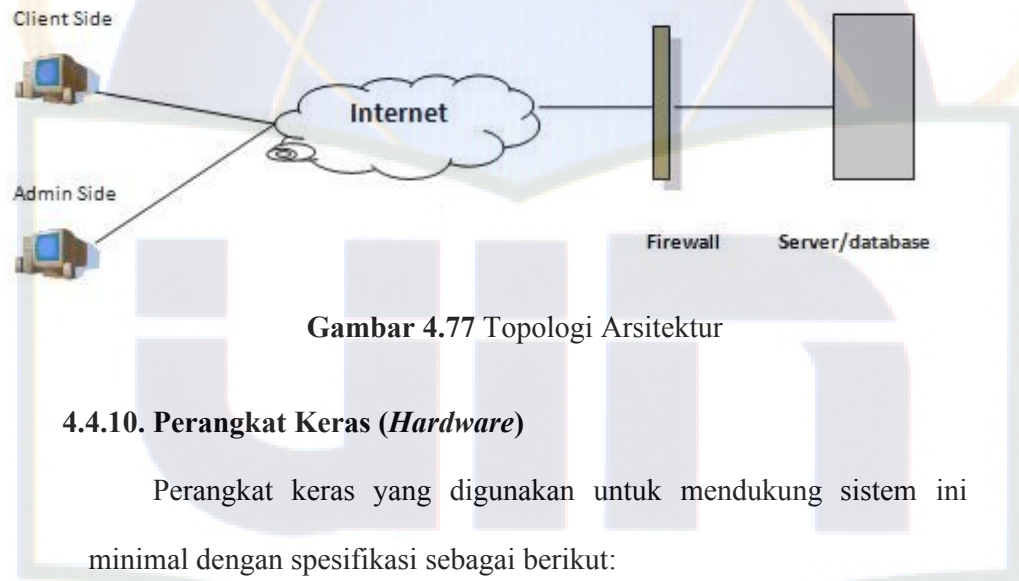 Client Side
Internet
Admin Side
Firewall
Server/database
Gambar 4.77 Topologi Arsitektur
4.4.10. Perangkat Keras (Hardware)
Perangkat keras yang digunakan untuk mendukung sistem ini
minimal dengan spesifikasi sebagai berikut:
uin